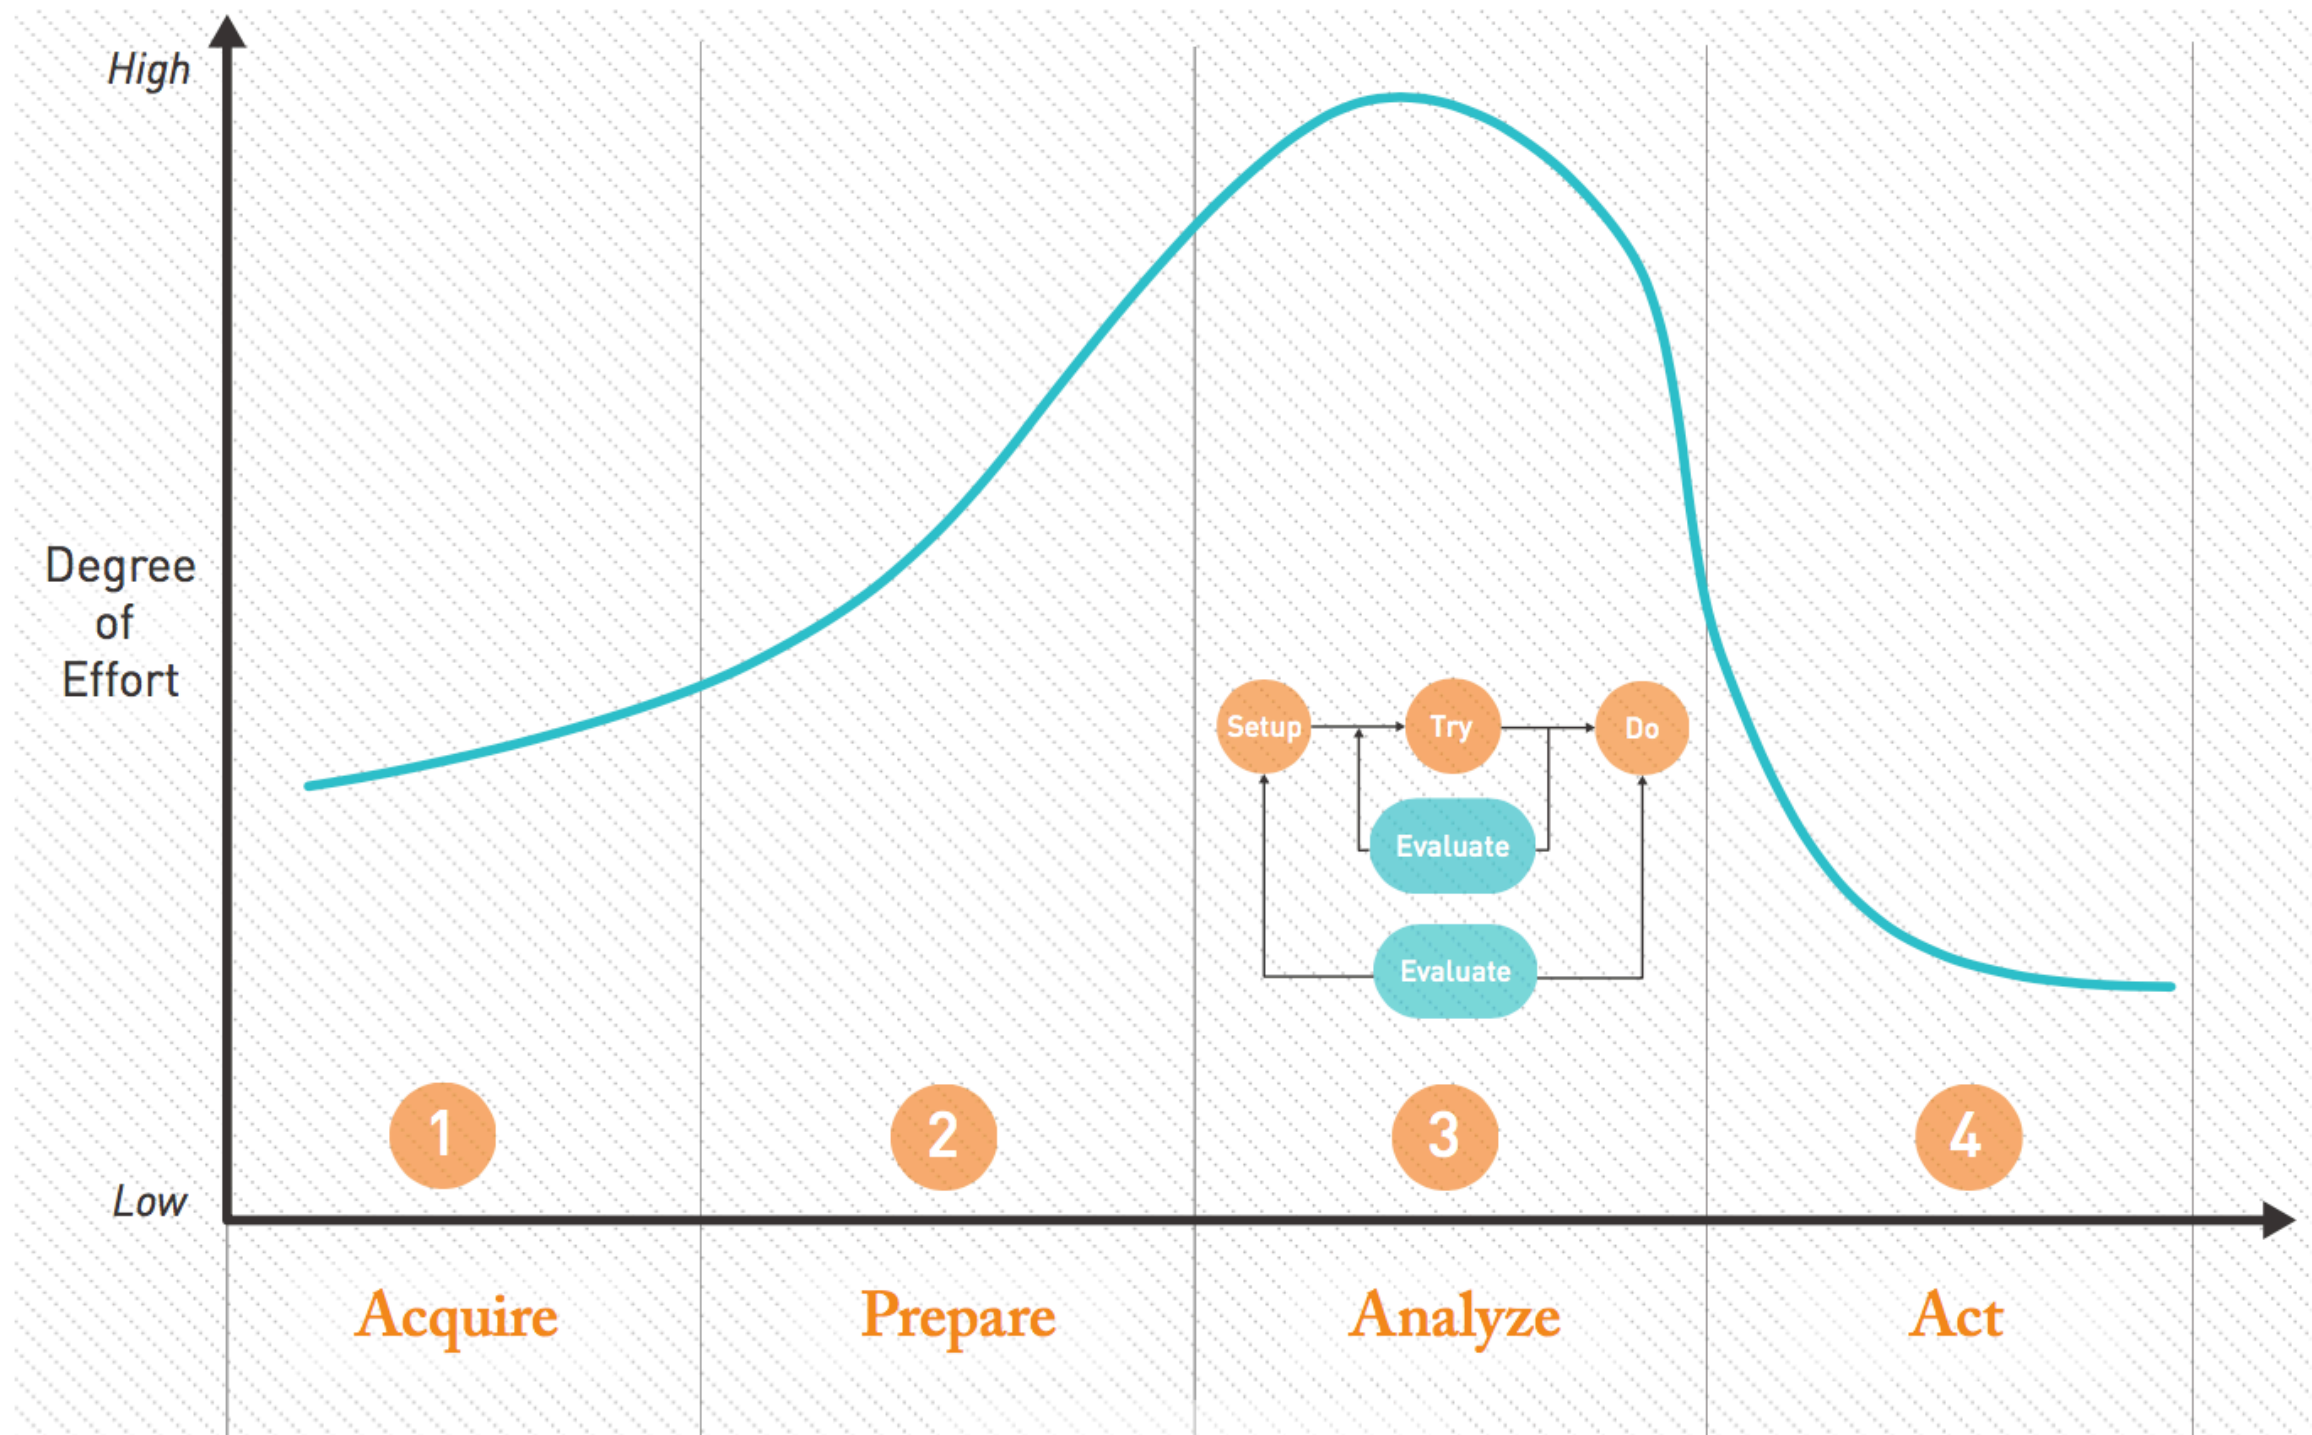 High
Degree
of
Effort
Setup
Try
Do
Evaluate
Evaluate
1
2
3
4
Low
Acquire
Prepare
Analyze
Act